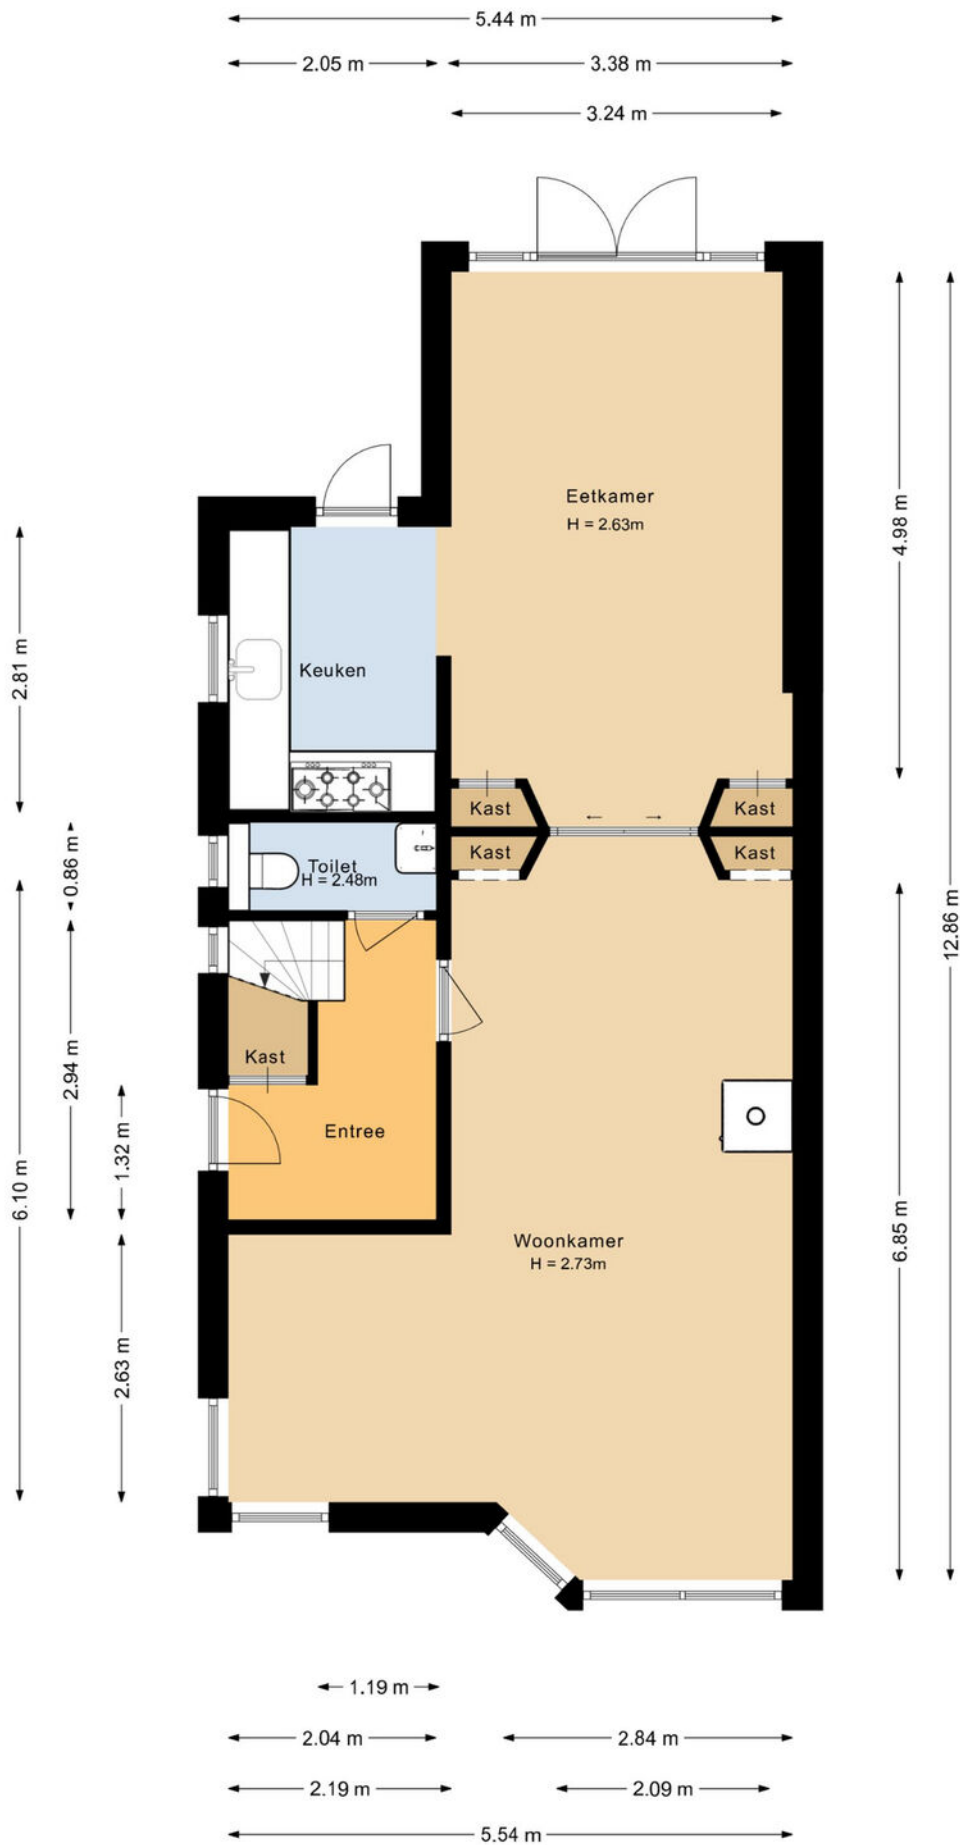 5.44 m
2.05 m
3.38 m
3.24 m
Eetkamer
H = 2.63m
4.98 m
2.81 m
Keuken
Kast
Kast
Kast
Kast
Toilet
H = 2.48m
0.86 m
12.86 m
2.94 m
Kast
1.32 m
Entree
6.10 m
6.85 m
Woonkamer
H = 2.73m
2.63 m
1.19 m
2.04 m
2.84 m
2.19 m
2.09 m
5.54 m